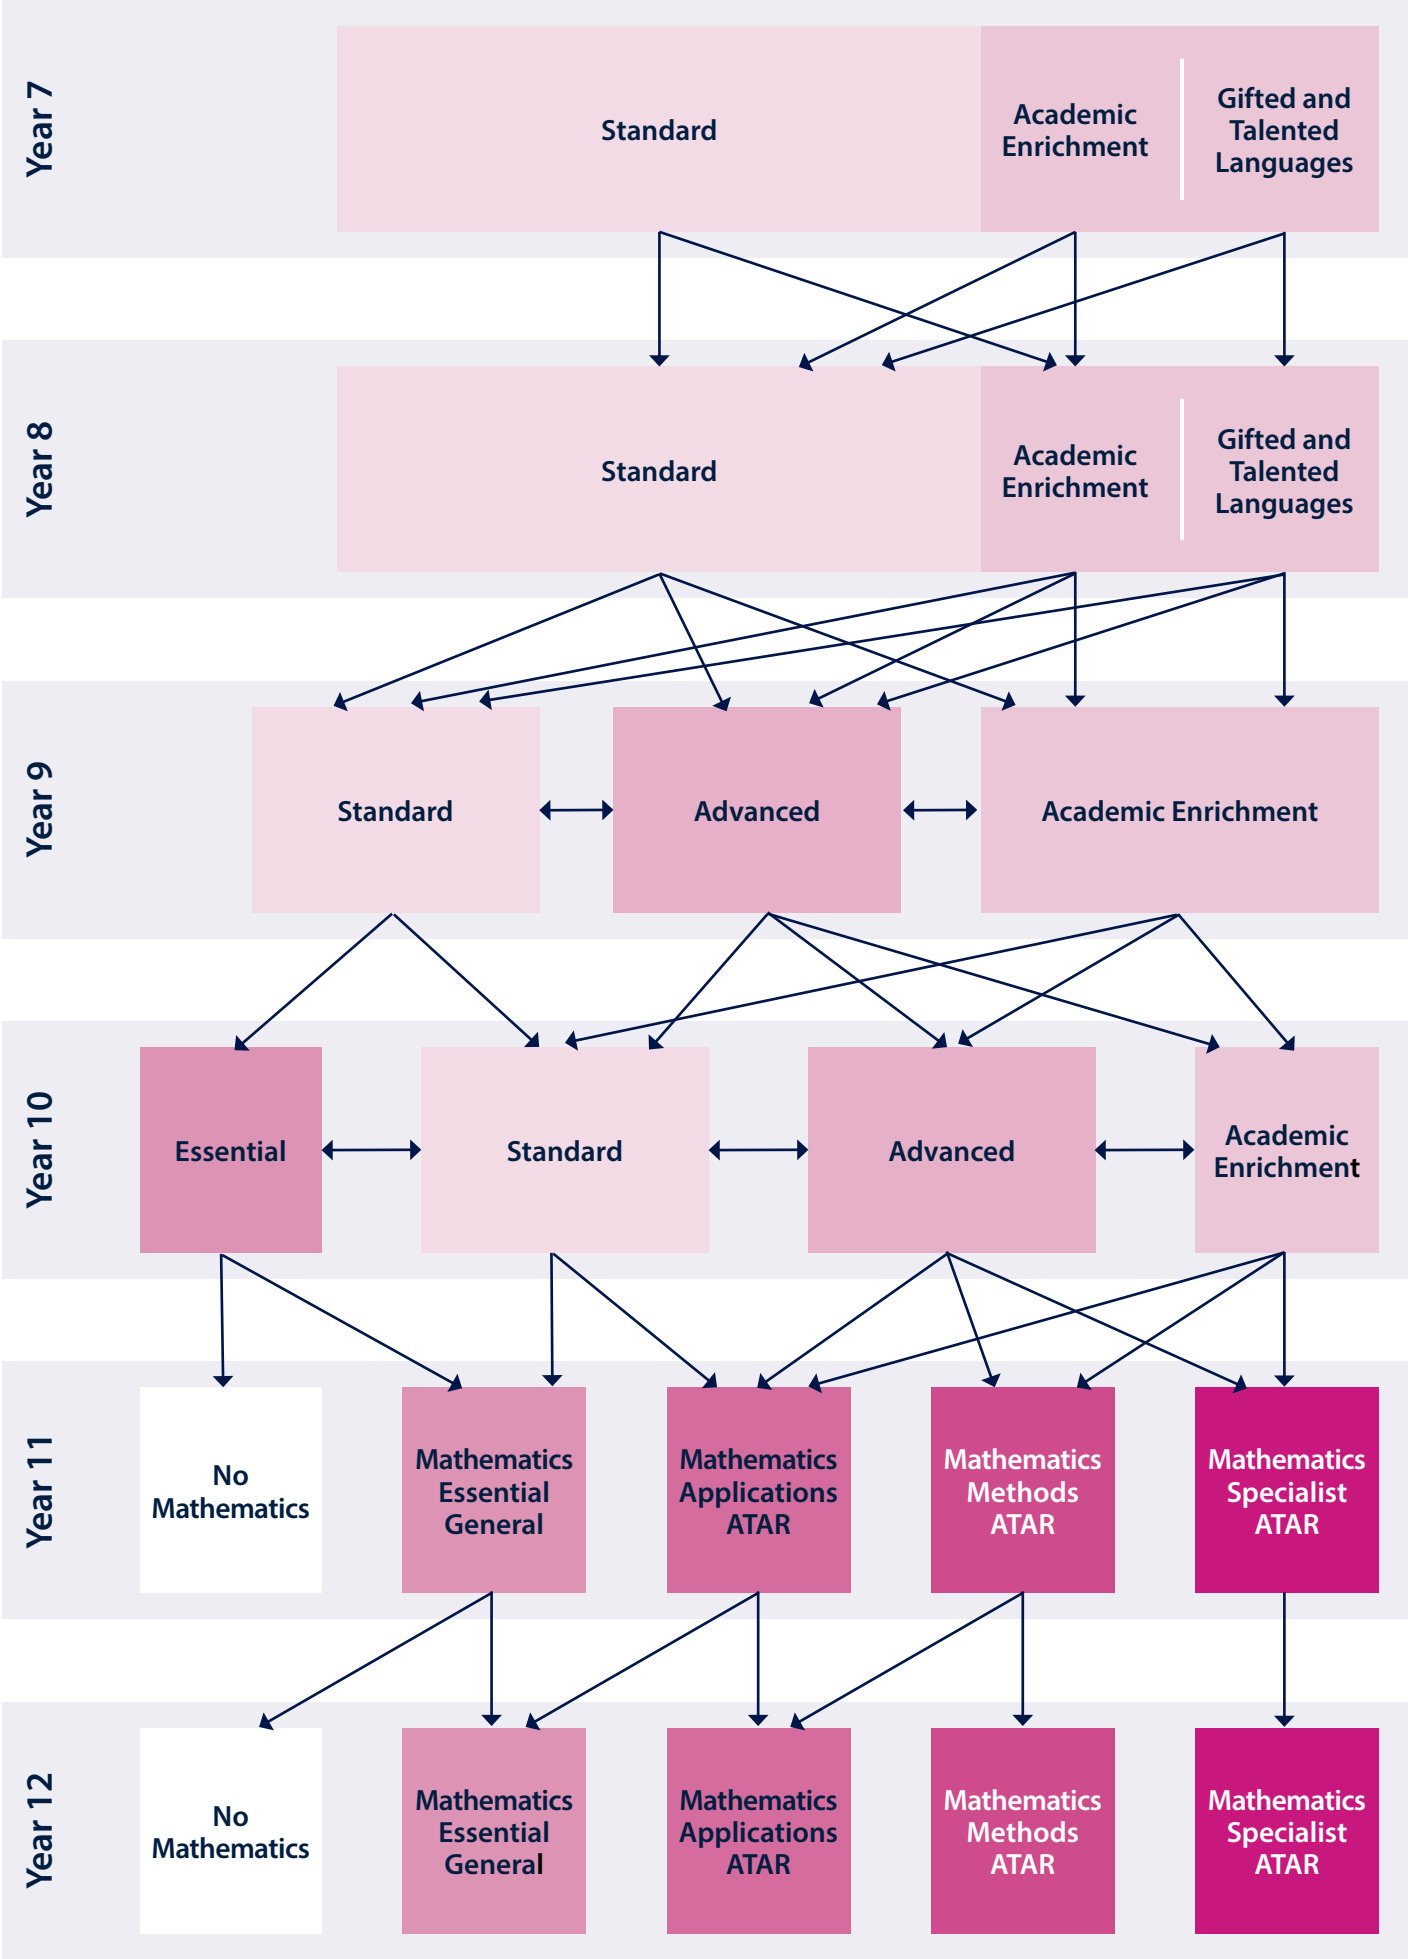 Year 7
Standard
Academic
Enrichment
Gifted and
Talented
Languages
Year 8
Standard
Academic
Enrichment
Gifted and
Talented
Languages
Year 9
Standard
Advanced
Academic Enrichment
Year 10
Essential
Standard
Advanced
Academic
Enrichment
Year 11
No
Mathematics
Mathematics
Essential
General
Mathematics
Applications
ATAR
Mathematics
Methods
ATAR
Mathematics
Specialist
ATAR
Year 12
No
Mathematics
Mathematics
Essential
General
Mathematics
Applications
ATAR
Mathematics
Methods
ATAR
Mathematics
Specialist
ATAR